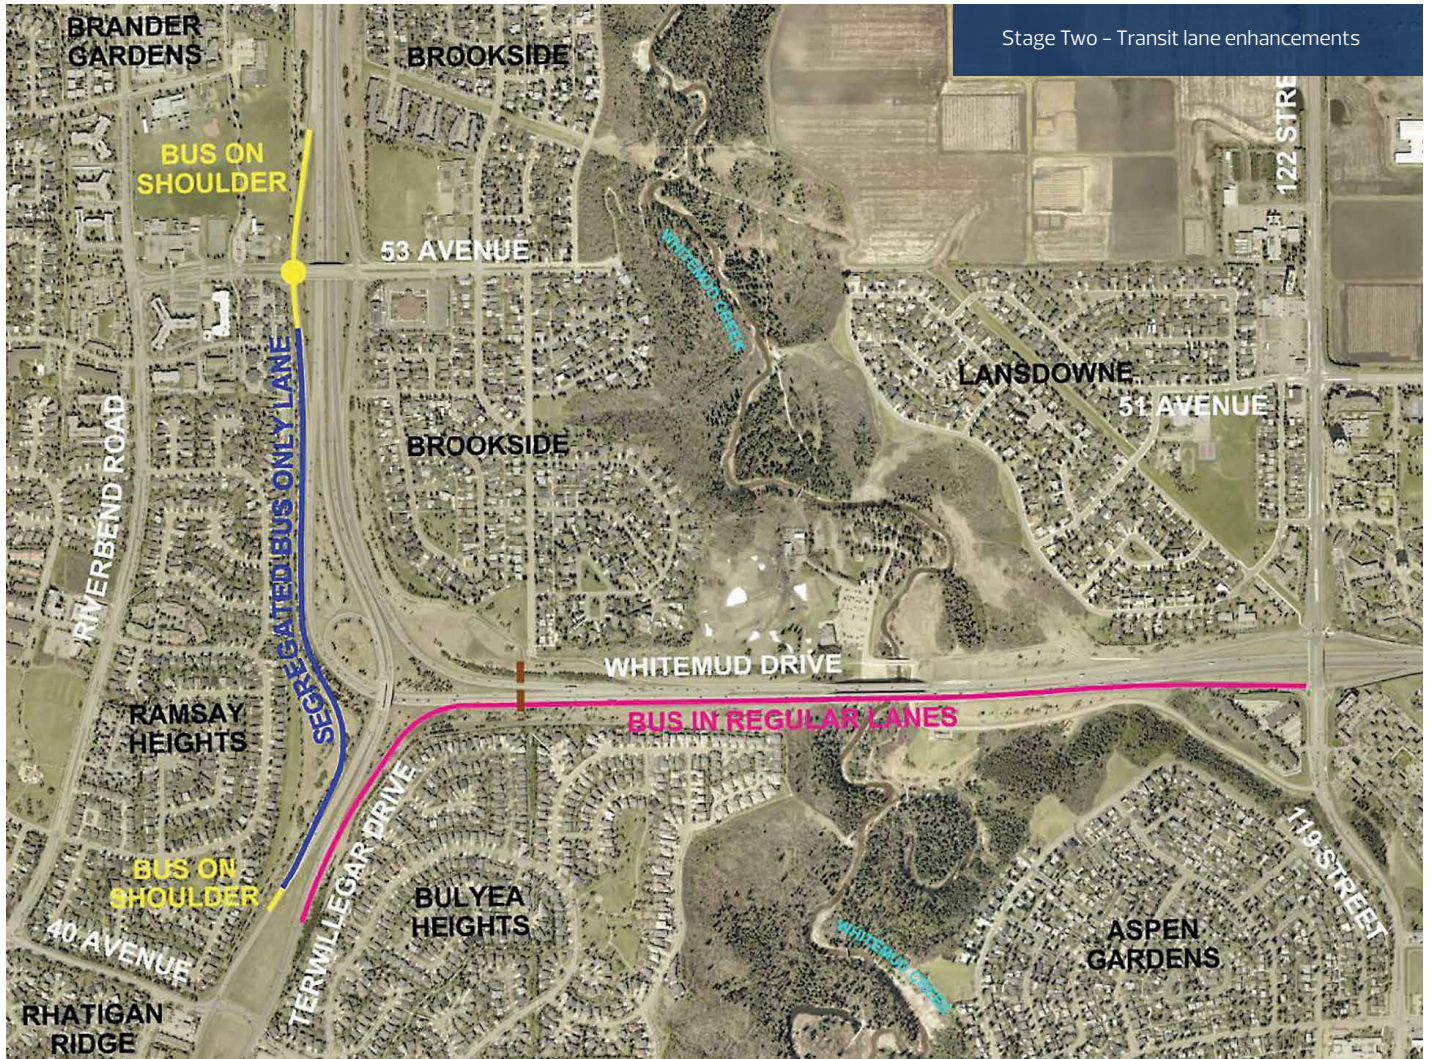 Stage Two – Transit lane enhancements
BRANDER
GARDENS
BROOKSIDE
122 STRE
BUS ON
SHOULDER
53 AVENUE
WHITEMUD CREEK
LANSDOWNE
51 AVENUE
SEGREGATED BUS ONLY LANE
RIVERBEND ROAD
BROOKSIDE
WHITEMUD DRIVE
BUS IN REGULAR LANES
RAMSAY
HEIGHTS
TERWILLEGAR DRIVE
119 STREET
BUS ON
SHOULDER
BULYEA
HEIGHTS
40 AVENUE
WHITEMUD CREEK
ASPEN
GARDENS
RHATIGAN
RIDGE